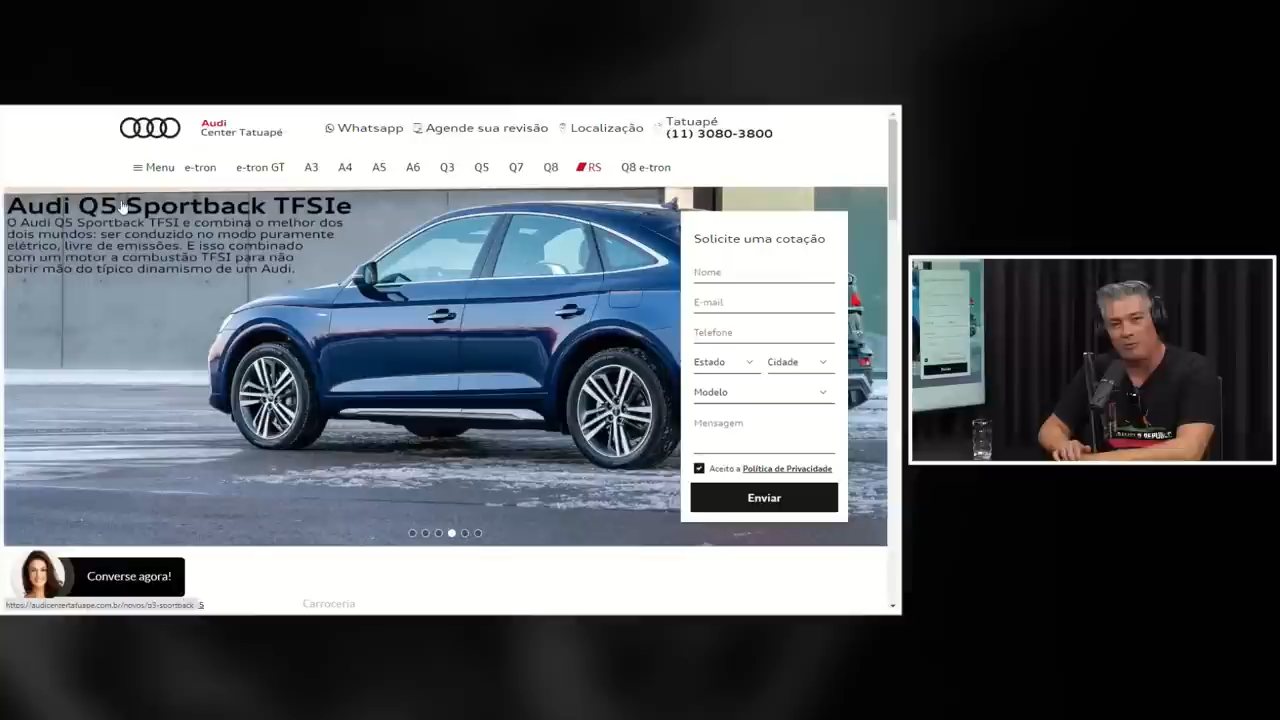 Audi
Center Tatuapé
Whatsapp
Agende sua revisão
Localização
Tatuapé
(11) 3080-3800
Menu
e-tron
e-tron GT
A3
A4
A5
A6
Q3
Q5
Q7
Q8
RS
Q8 e-tron
Audi Q5 Sportback TFSIe
O Audi Q5 Sportback TFSI e combina o melhor dos
dois mundos: ser conduzido no modo puramente
elétrico, livre de emissões. E isso combinado
com um motor a combustão TFSI para não
abrir mão do típico dinamismo de um Audi.
Solicite uma cotação
Nome
E-mail
Telefone
Estado
Cidade
Modelo
Mensagem
Aceito a Política de Privacidade
Enviar
Converse agora!
https://audicentertatuape.com.br/novos/q3-sportback
Carroceria